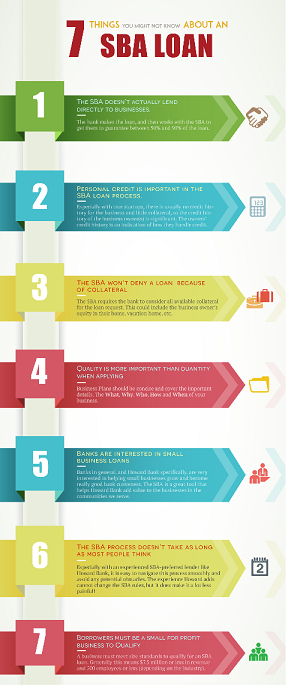 7 THINGS YOU MIGHT NOT KNOW ABOUT AN
SBA LOAN
1
THE SBA DOESN'T ACTUALLY LEND
DIRECTLY TO BUSINESSES.
The bank makes the loan, and then works with the SBA to
get them to guarantee between 50% and 90% of the loan.
2
PERSONAL CREDIT IS IMPORTANT IN THE
SBA LOAN PROCESS.
Especially with new start ups, there is usually no credit his-
tory for the business and little collateral, so the credit his-
tory of the business owners is significant. The owners'
credit history is an indication of how they handle credit.
123
3
THE SBA WON'T DENY A LOAN BECAUSE
OF COLLATERAL
The SBA requires the bank to consider all available collateral
for the loan request. This could include the business owner's
equity in their home, vacation home, etc.
4
QUALITY IS MORE IMPORTANT THAN QUANTITY
WHEN APPLYING
Business Plans should be concise and cover the important
details. The What, Why, Who, How and When of your
business.
5
BANKS ARE INTERESTED IN SMALL
BUSINESS LOANS
Banks in general, and Howard Bank specifically, are very
interested in helping small businesses grow and become
really great bank customers. The SBA is a great tool that
helps Howard Bank add value to the businesses in the
communities we serve.
6
THE SBA PROCESS DOESN'T TAKE AS LONG
AS MOST PEOPLE THINK
Especially with an experienced SBA-preferred lender like
Howard Bank, it is easy to navigate this process smoothly and
avoid any potential obstacles. The experience Howard adds
cannot change the SBA rules, but it does make it a lot less
painful!
2
7
BORROWERS MUST BE A SMALL FOR PROFIT
BUSINESS TO QUALIFY
A business must meet size standards to qualify for an SBA
loan. Generally this means $7.5 million or less in revenue
and 500 employees or less (depending on the industry).